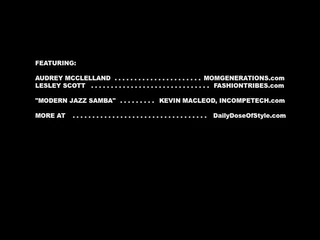 FEATURING:
AUDREY MCCLELLAND . . . . . . . . . . . . . . . . . . . . . . MOMGENERATIONS.com
LESLEY SCOTT . . . . . . . . . . . . . . . . . . . . . . . . . . . . . . FASHIONTRIBES.com
"MODERN JAZZ SAMBA" . . . . . . . . . KEVIN MACLEOD, INCOMPETECH.com
MORE AT . . . . . . . . . . . . . . . . . . . . . . . . . . . . . . . . . . DailyDoseOfStyle.com